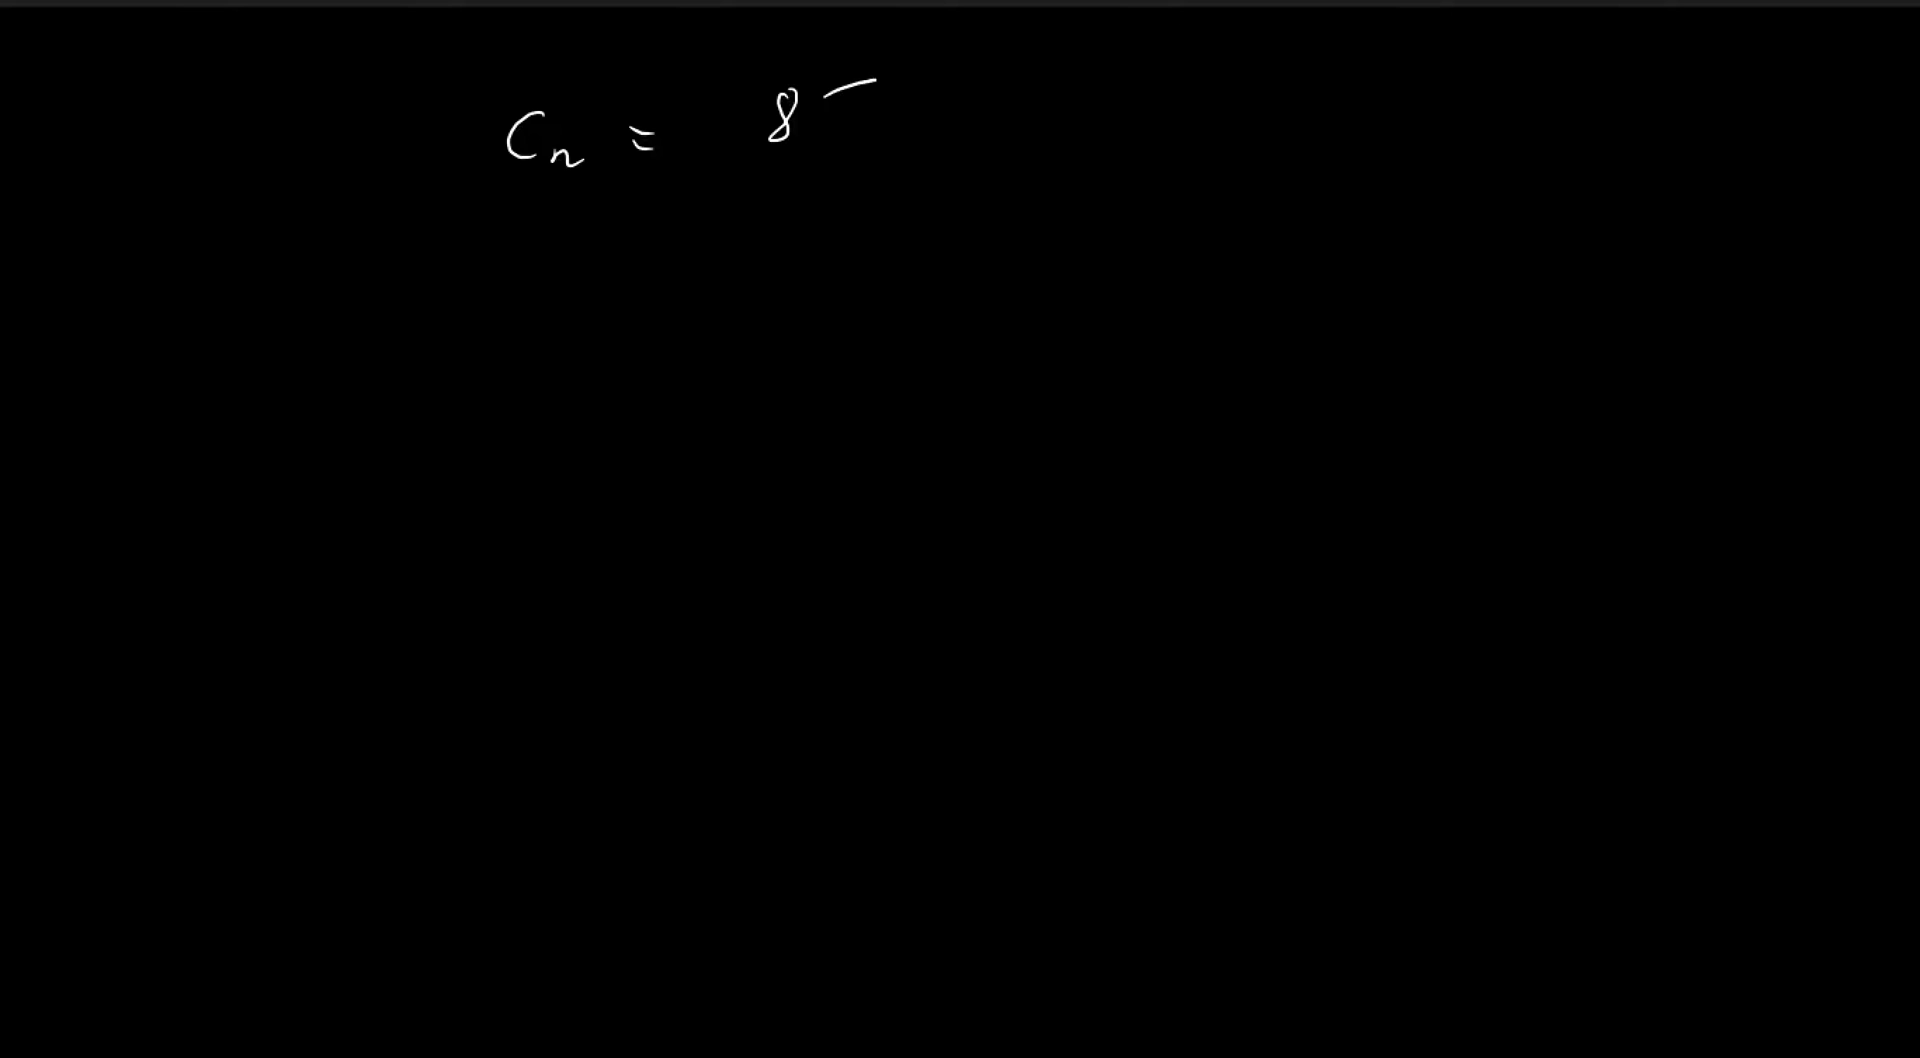 Cₙ = 8⁻